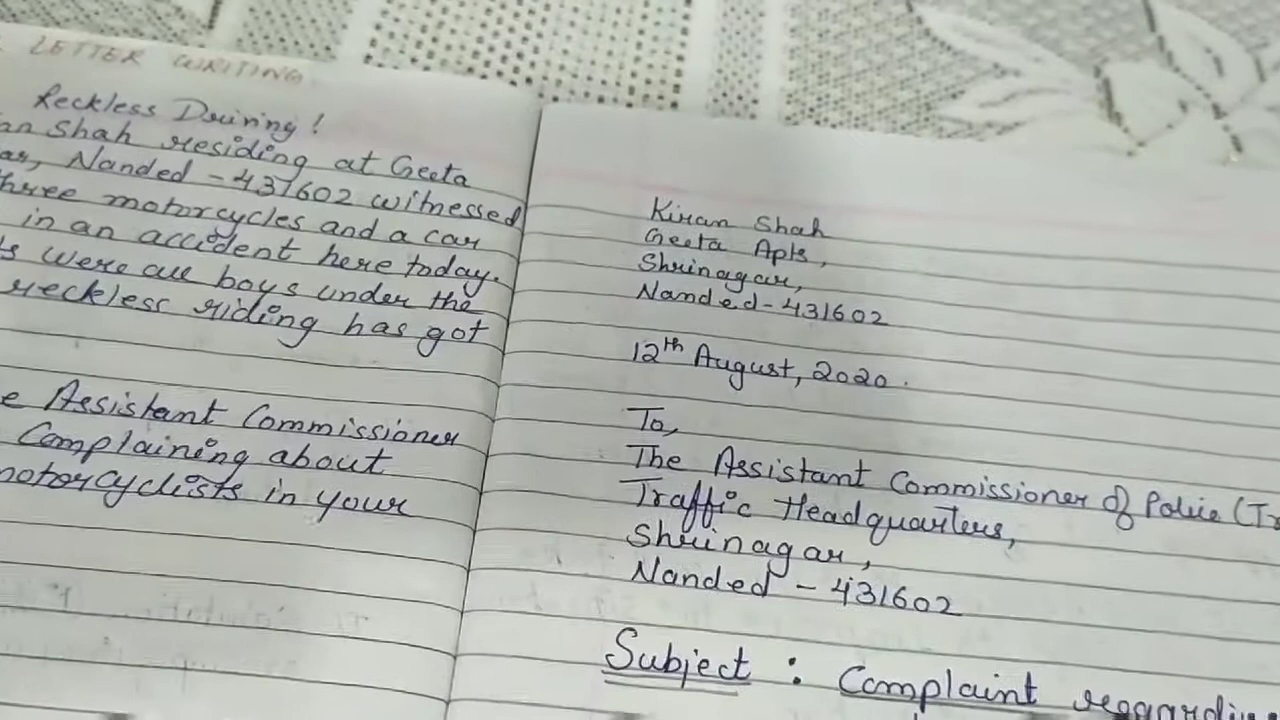 LETTER WRITING
Reckless Driving!
an Shah residing at Geeta
ar, Nanded - 431602 witnessed
three motorcycles and a car
in an accident here today.
ts were all boys under the
reckless riding has got
e Assistant Commissioner
Complaining about
motorcyclists in your
Kiran Shah
Geeta Apts,
Shrinagar,
Nanded - 431602
12th August, 2020.
To,
The Assistant Commissioner of Police (Tr
Traffic Headquarters,
Shrinagar,
Nanded - 431602
Subject : Complaint regarding